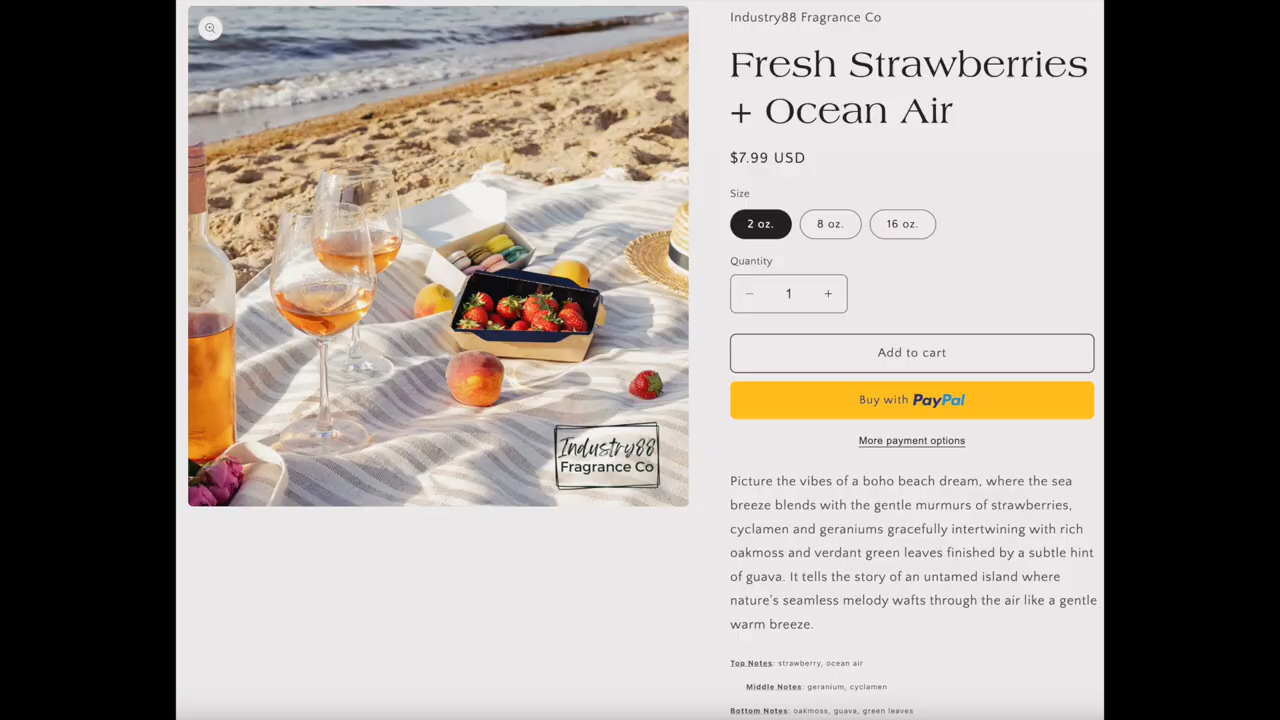 Industry88 Fragrance Co
Fresh Strawberries
+ Ocean Air
$7.99 USD
Size
2 oz.
8 oz.
16 oz.
Quantity
− 1 +
Add to cart
Buy with PayPal
More payment options
Picture the vibes of a boho beach dream, where the sea
breeze blends with the gentle murmurs of strawberries,
cyclamen and geraniums gracefully intertwining with rich
oakmoss and verdant green leaves finished by a subtle hint
of guava. It tells the story of an untamed island where
nature's seamless melody wafts through the air like a gentle
warm breeze.
Top Notes: strawberry, ocean air
Middle Notes: geranium, cyclamen
Bottom Notes: oakmoss, guava, green leaves
Industry88
Fragrance Co